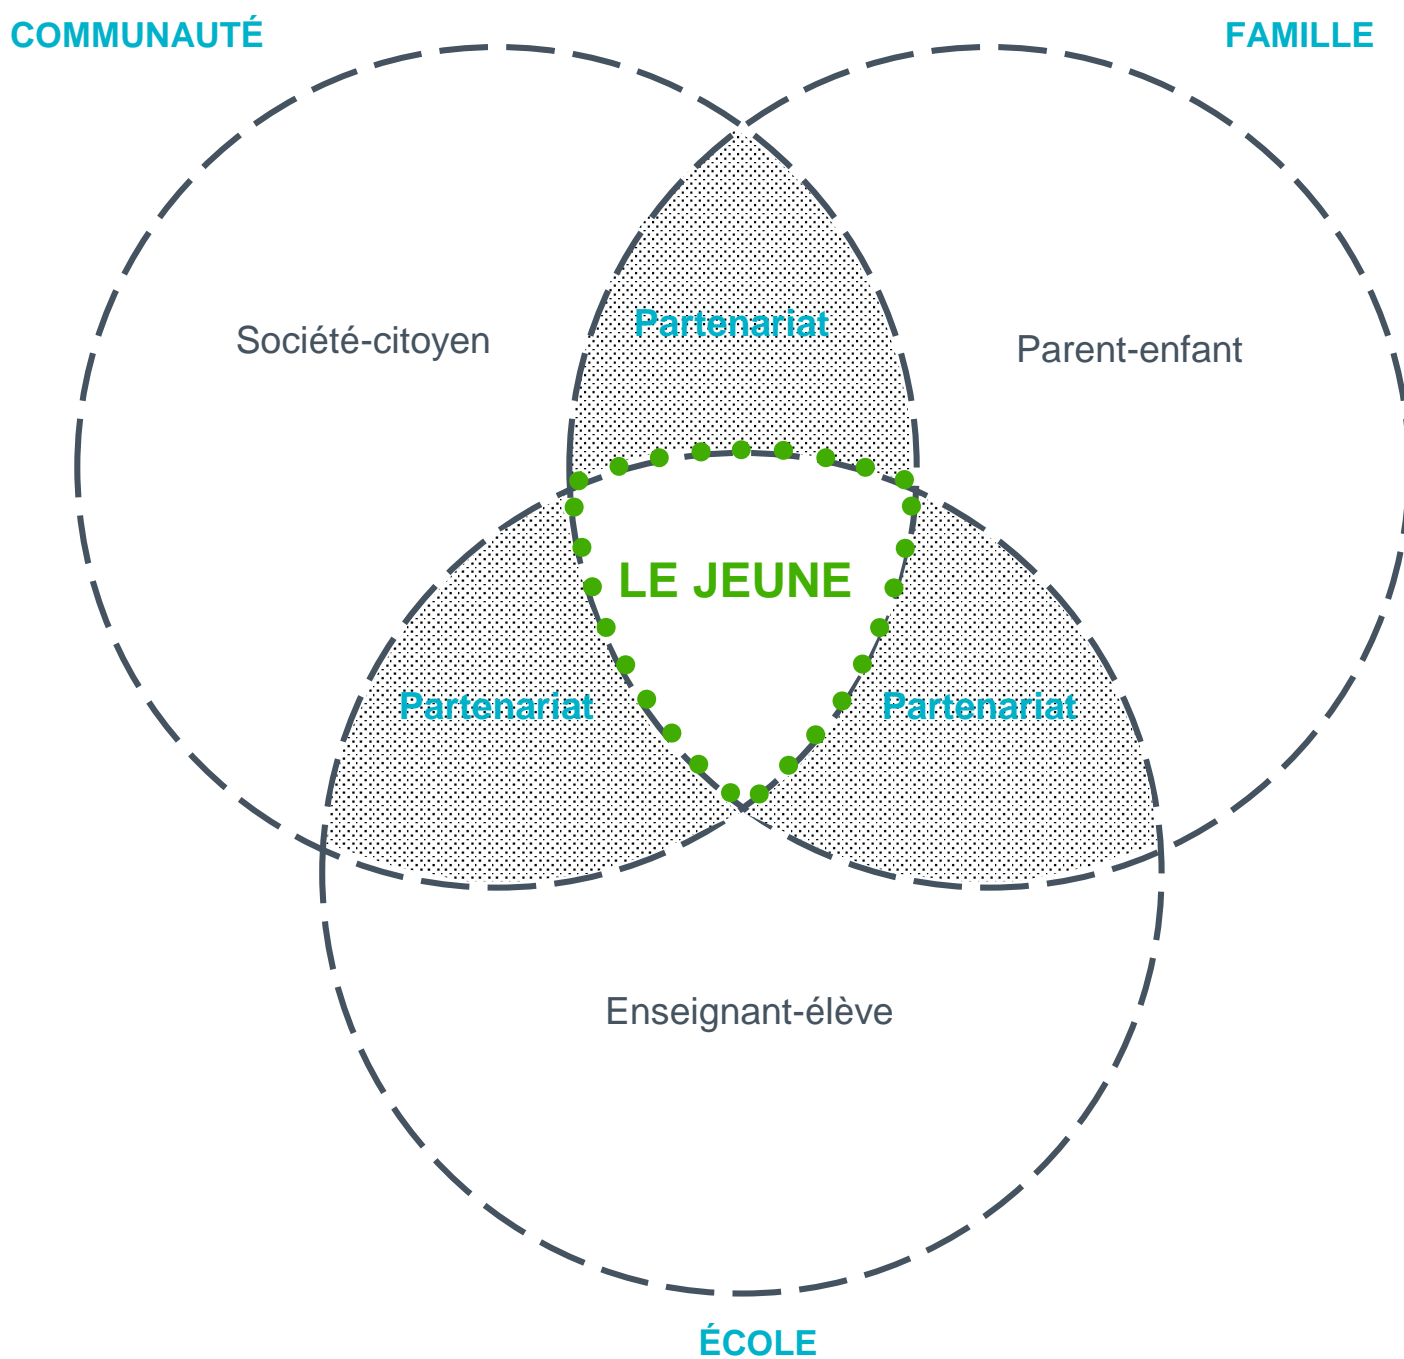 COMMUNAUTÉ
FAMILLE
Partenariat
Société-citoyen
Parent-enfant
LE JEUNE
Partenariat
Partenariat
Enseignant-élève
ÉCOLE